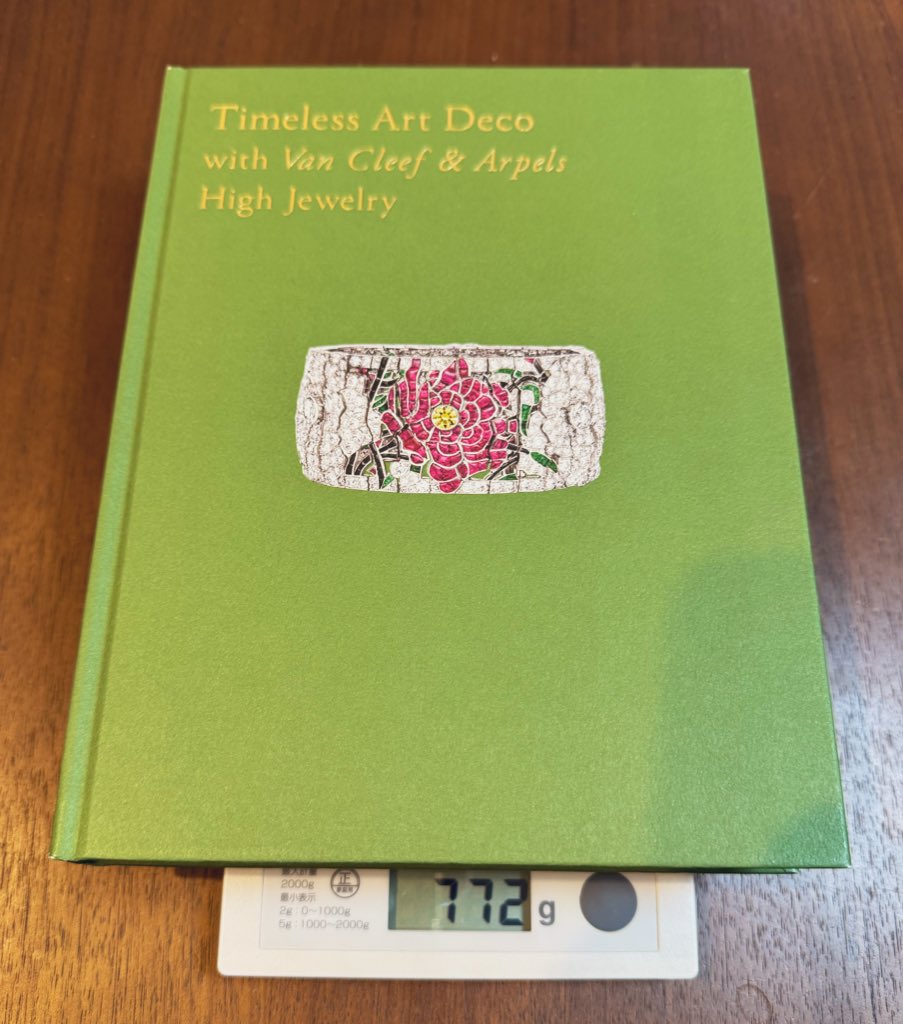 Timeless Art Deco
with Van Cleef & Arpels
High Jewelry
最大計量
2000g
正
最小表示
2g : 0〜1000g
5g : 1000〜2000g
772 g